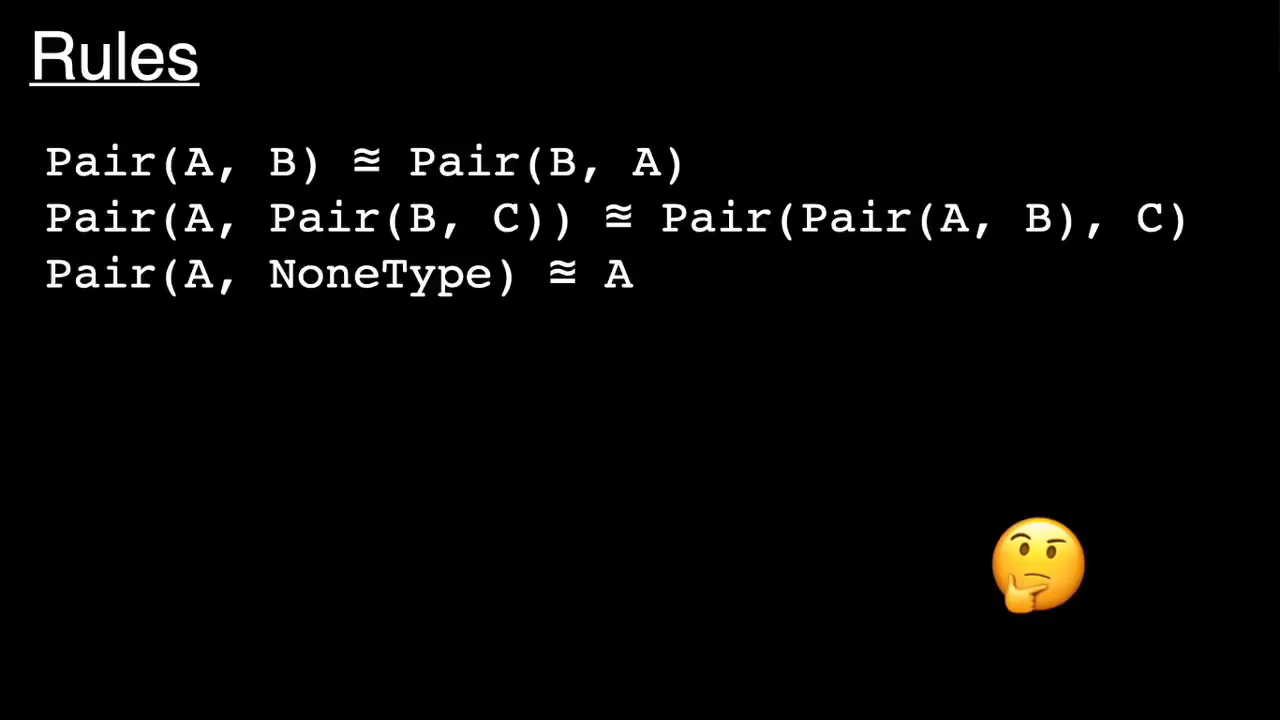 Rules
Pair(A, B) ≅ Pair(B, A)
Pair(A, Pair(B, C)) ≅ Pair(Pair(A, B), C)
Pair(A, NoneType) ≅ A